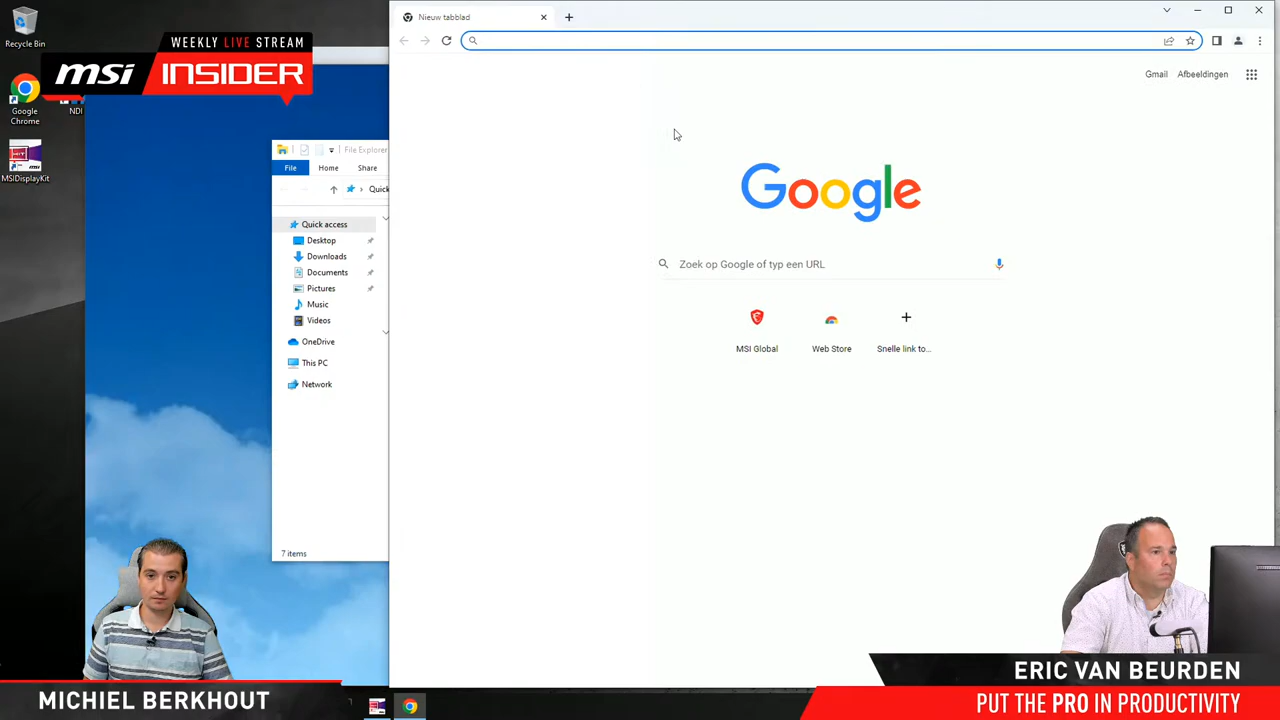 Recycle Bin
WEEKLY LIVE STREAM
msi INSIDER
Google
Chrome
NDI
MSIDisplayKit
Nieuw tabblad
Gmail
Afbeeldingen
File Explorer
File
Home
Share
Quick
Quick access
Desktop
Downloads
Documents
Pictures
Music
Videos
OneDrive
This PC
Network
7 items
Google
Zoek op Google of typ een URL
MSI Global
Web Store
Snelle link to...
MICHIEL BERKHOUT
ERIC VAN BEURDEN
PUT THE PRO IN PRODUCTIVITY